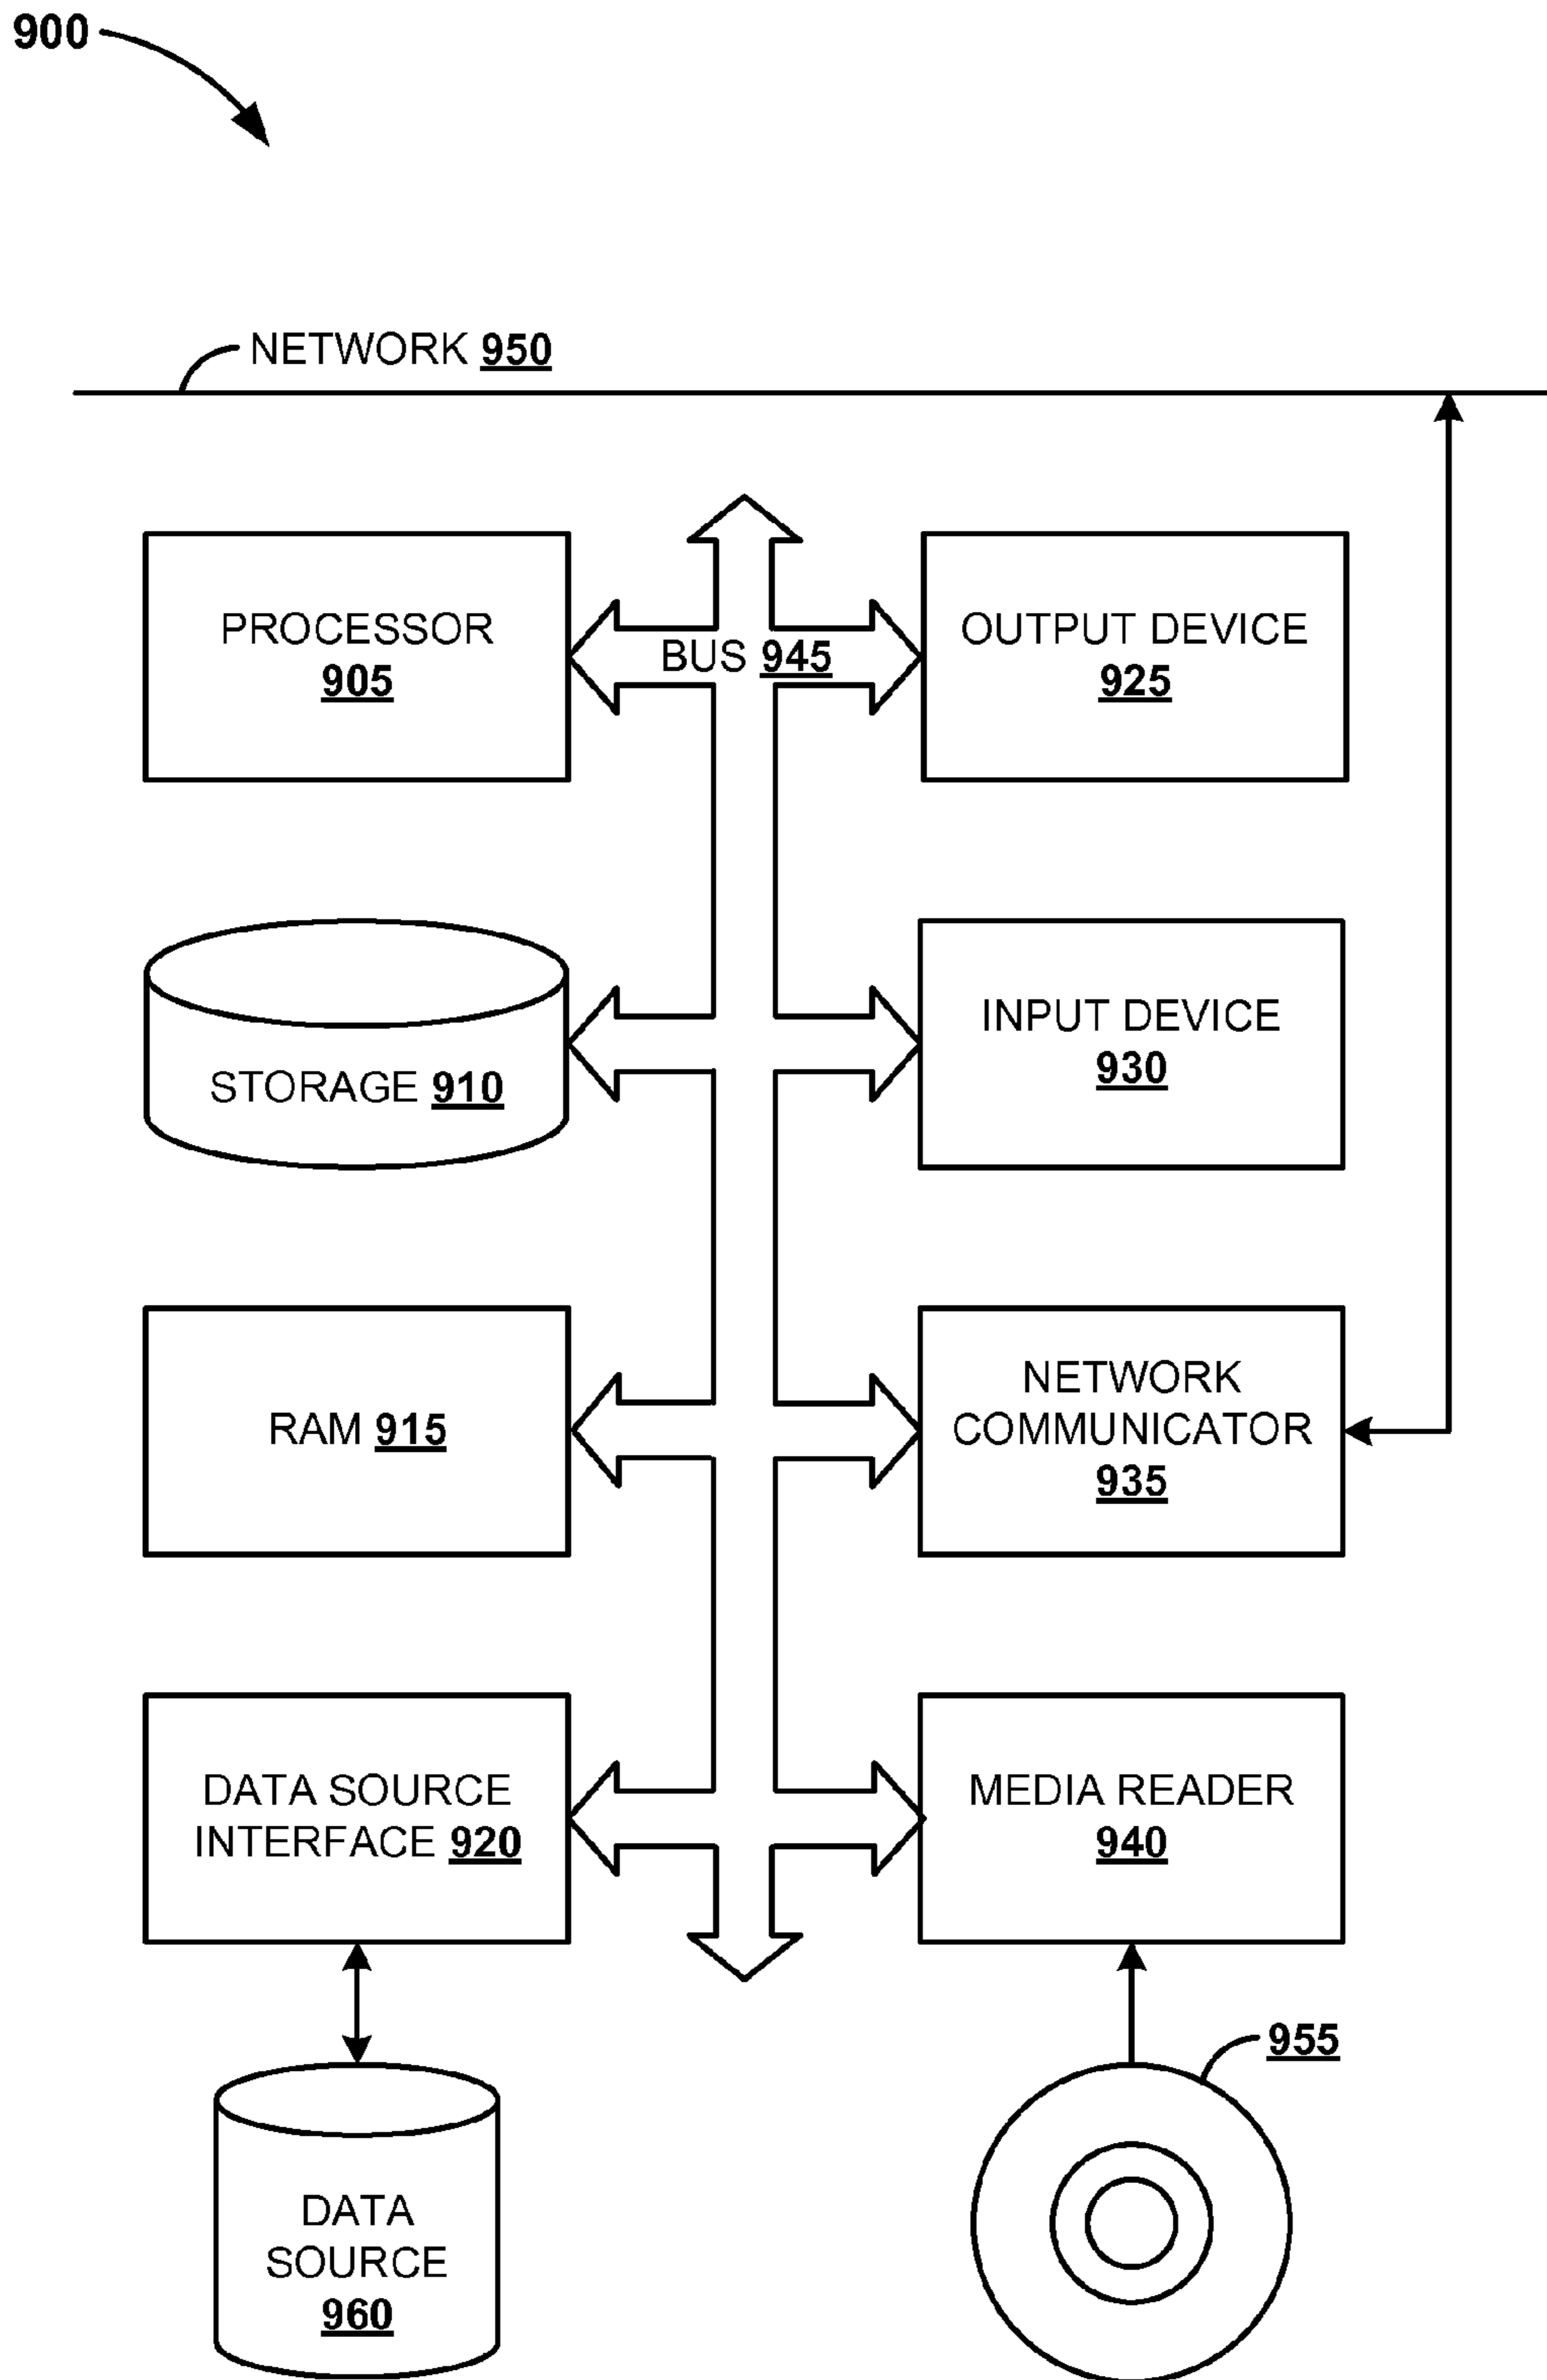 900
NETWORK 950
PROCESSOR
905
BUS 945
OUTPUT DEVICE
925
STORAGE 910
INPUT DEVICE
930
RAM 915
NETWORK
COMMUNICATOR
935
DATA SOURCE
INTERFACE 920
MEDIA READER
940
955
DATA
SOURCE
960